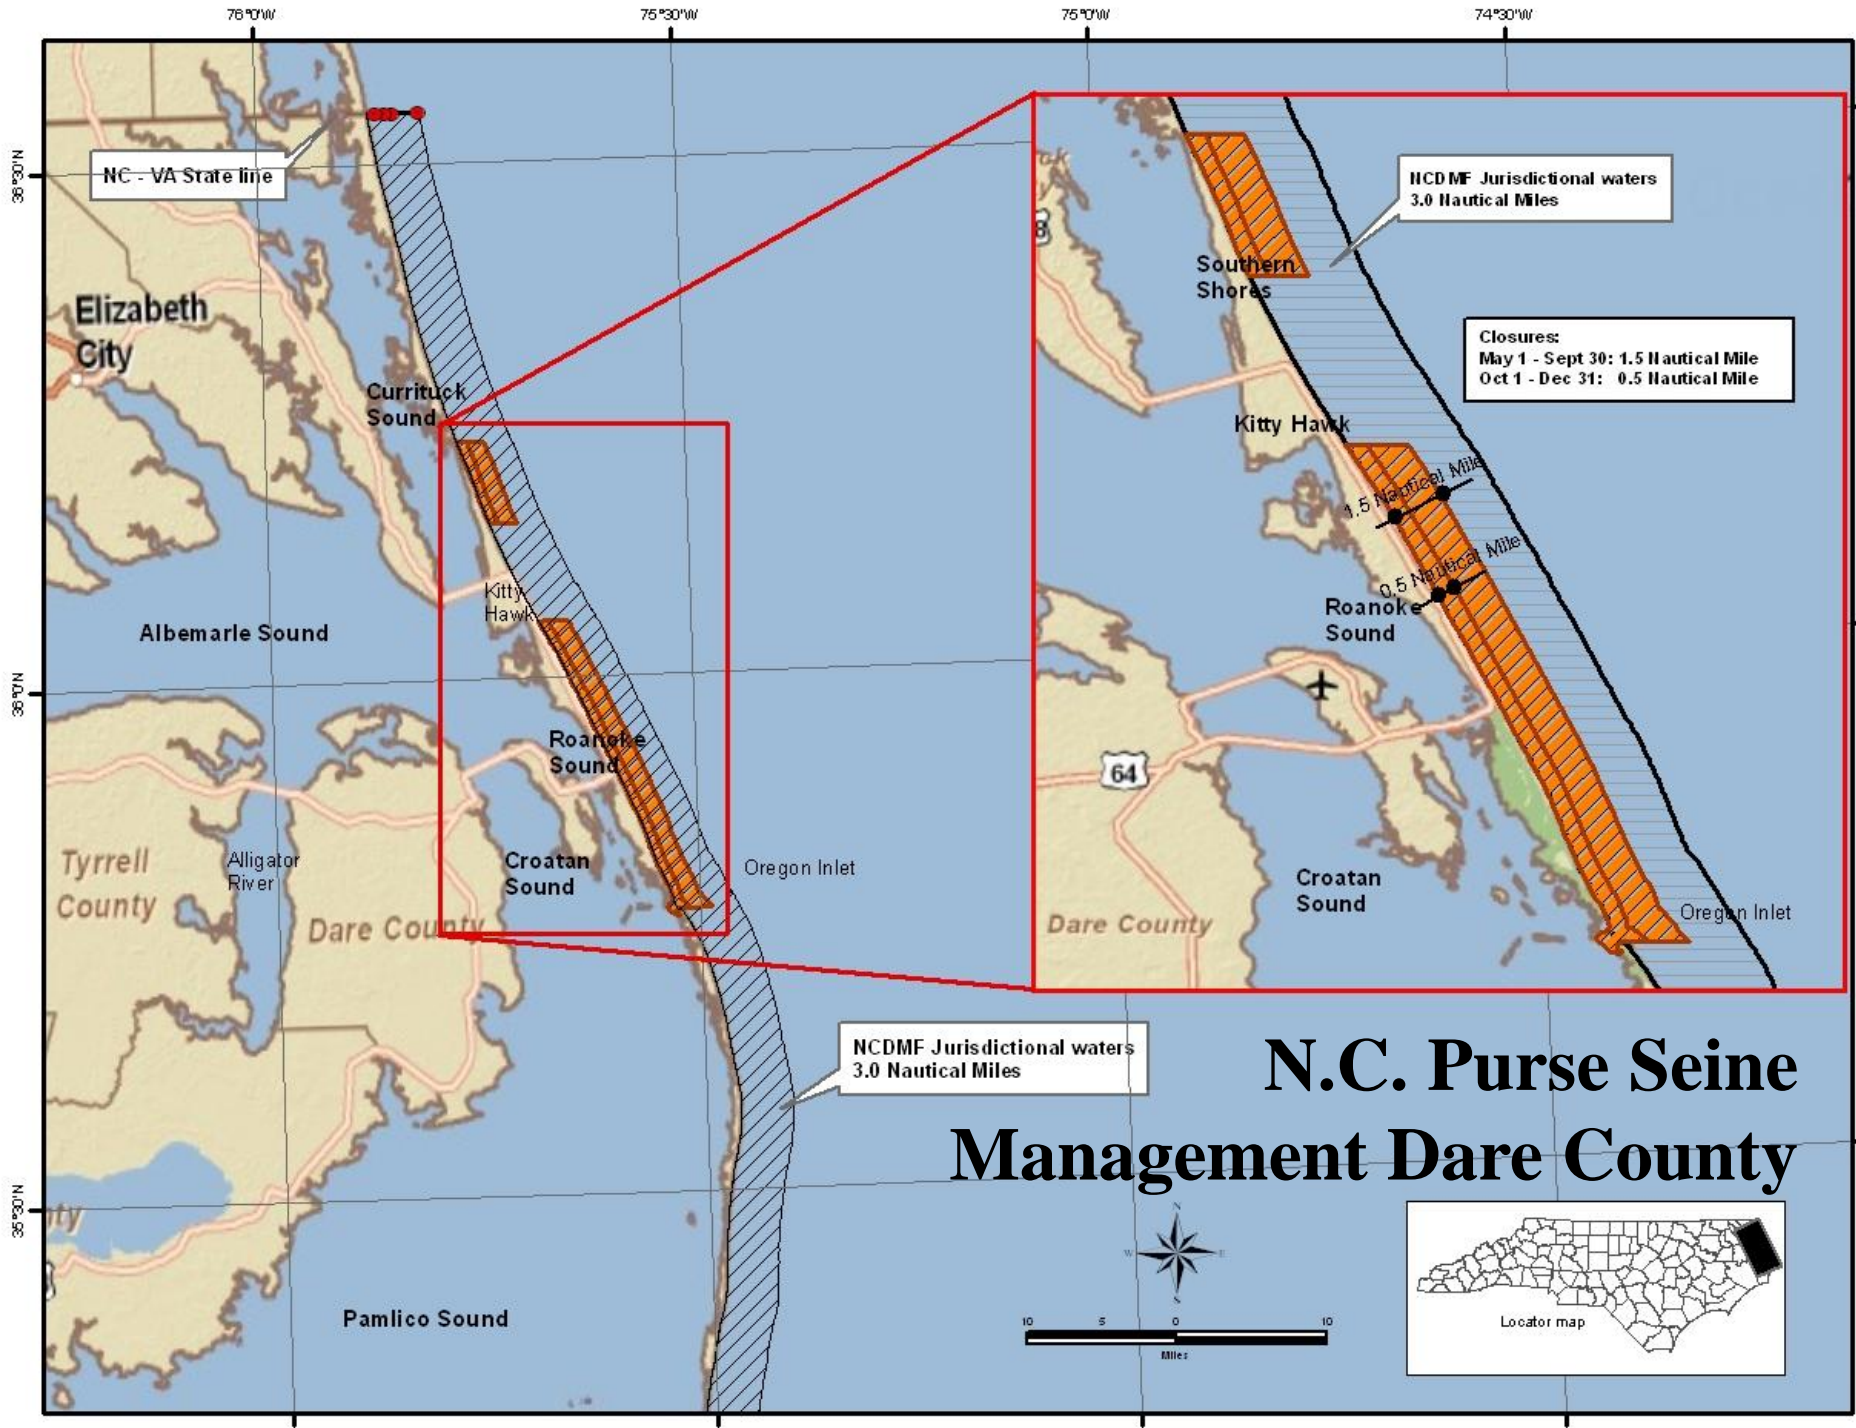 76°0'W
75°30'W
75°0'W
74°30'W
36°30'N
36°0'N
35°30'N
NC - VA State line
Elizabeth
City
Currituck
Sound
Kitty
Hawk
Albemarle Sound
Roanoke
Sound
Tyrrell
County
Alligator
River
Croatan
Sound
Oregon Inlet
Dare County
NCDMF Jurisdictional waters
3.0 Nautical Miles
Pamlico Sound
NCDMF Jurisdictional waters
3.0 Nautical Miles
8
Southern
Shores
Closures:
May 1 - Sept 30: 1.5 Nautical Mile
Oct 1 - Dec 31: 0.5 Nautical Mile
Kitty Hawk
1.5 Nautical Mile
0.5 Nautical Mile
Roanoke
Sound
64
Croatan
Sound
Dare County
Oregon Inlet
N.C. Purse Seine
Management Dare County
N
W E
S
10 5 0 10
Miles
Locator map